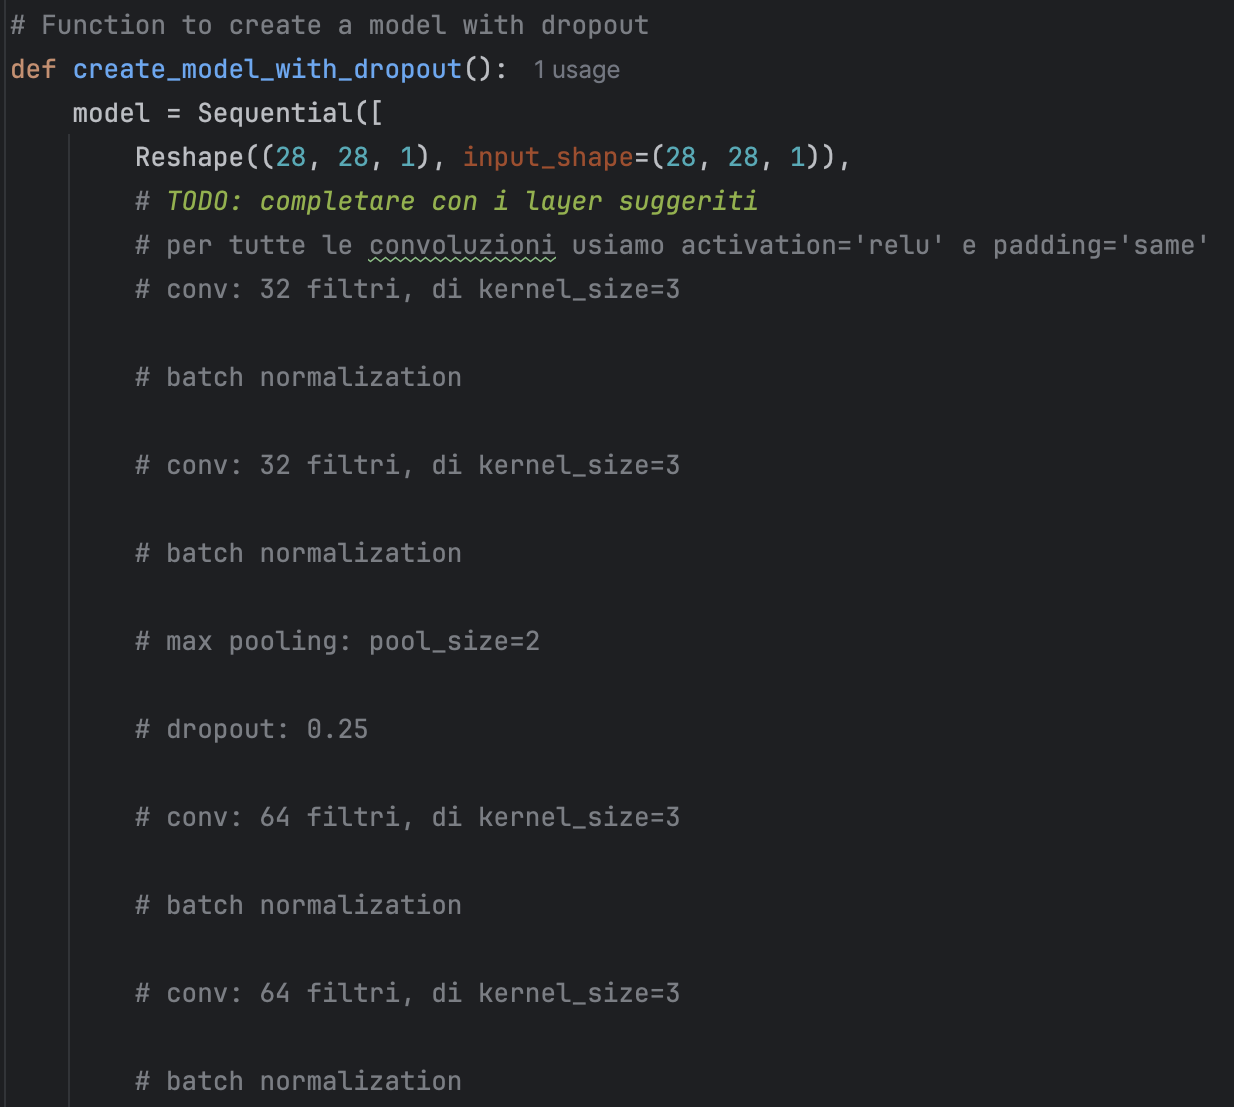 # Function to create a model with dropout
def create_model_with_dropout(): 1 usage
model = Sequential([
Reshape((28, 28, 1), input_shape=(28, 28, 1)),
# TODO: completare con i layer suggeriti
# per tutte le convoluzioni usiamo activation='relu' e padding='same'
# conv: 32 filtri, di kernel_size=3
# batch normalization
# conv: 32 filtri, di kernel_size=3
# batch normalization
# max pooling: pool_size=2
# dropout: 0.25
# conv: 64 filtri, di kernel_size=3
# batch normalization
# conv: 64 filtri, di kernel_size=3
# batch normalization